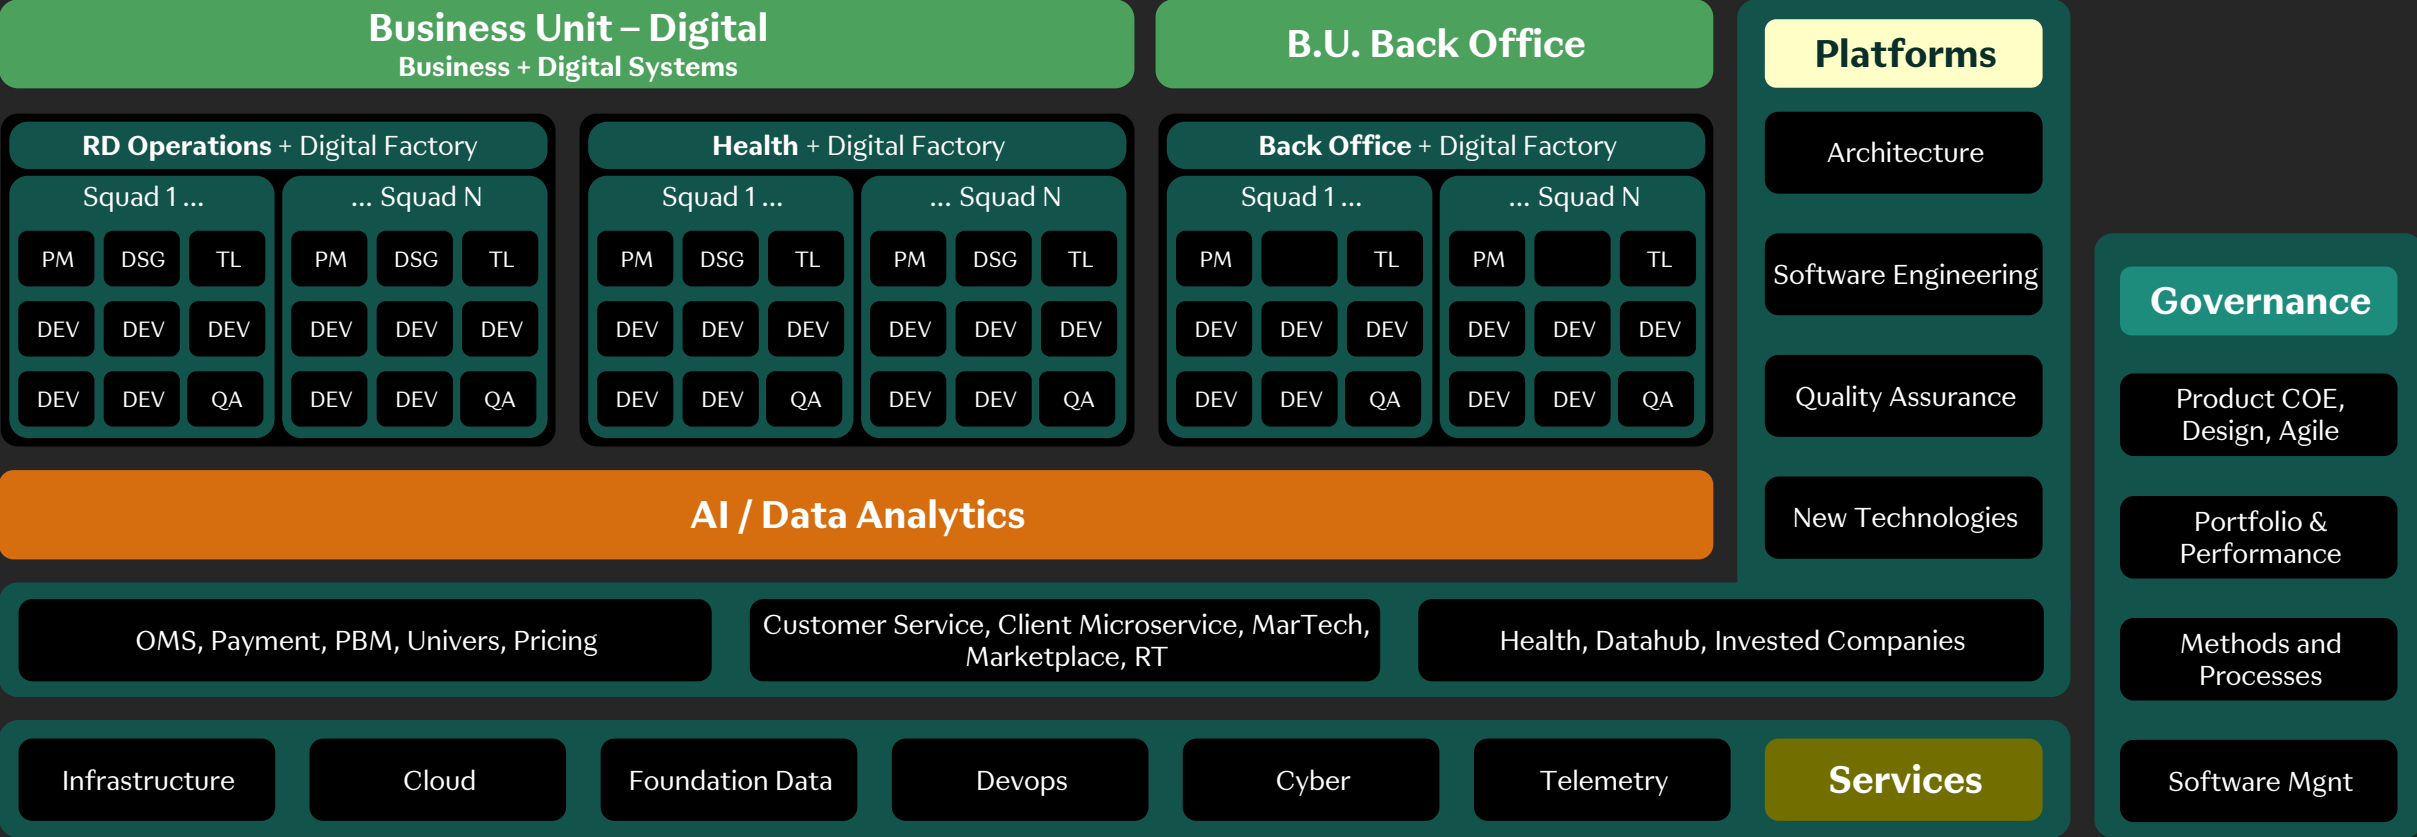 Business Unit – Digital
Business + Digital Systems
B.U. Back Office
Platforms
RD Operations + Digital Factory
Squad 1 ...
... Squad N
PM DSG TL
PM DSG TL
DEV DEV DEV
DEV DEV DEV
DEV DEV QA
DEV DEV QA
Health + Digital Factory
Squad 1 ...
... Squad N
PM DSG TL
PM DSG TL
DEV DEV DEV
DEV DEV DEV
DEV DEV QA
DEV DEV QA
Back Office + Digital Factory
Squad 1 ...
... Squad N
PM TL
PM TL
DEV DEV DEV
DEV DEV DEV
DEV DEV QA
DEV DEV QA
Architecture
Software Engineering
Quality Assurance
New Technologies
AI / Data Analytics
OMS, Payment, PBM, Univers, Pricing
Customer Service, Client Microservice, MarTech,
Marketplace, RT
Health, Datahub, Invested Companies
Infrastructure
Cloud
Foundation Data
Devops
Cyber
Telemetry
Services
Governance
Product COE,
Design, Agile
Portfolio &
Performance
Methods and
Processes
Software Mgnt